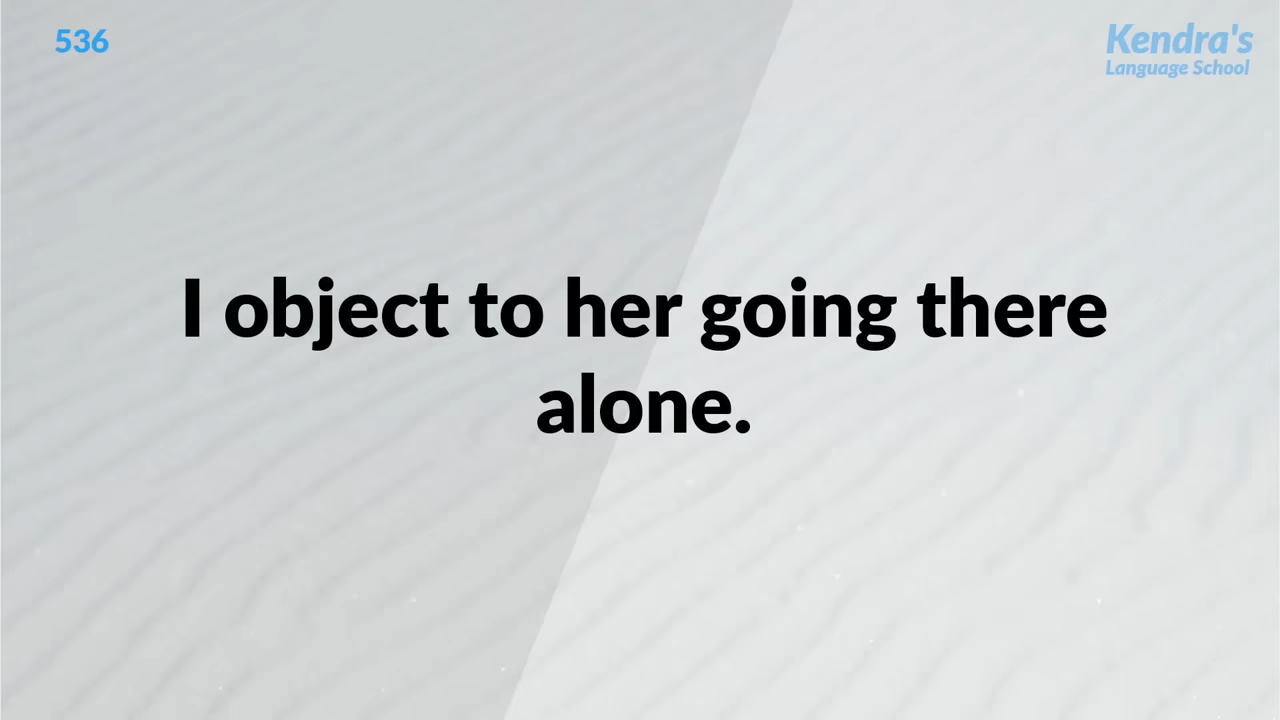 536
Kendra's
Language School
I object to her going there
alone.